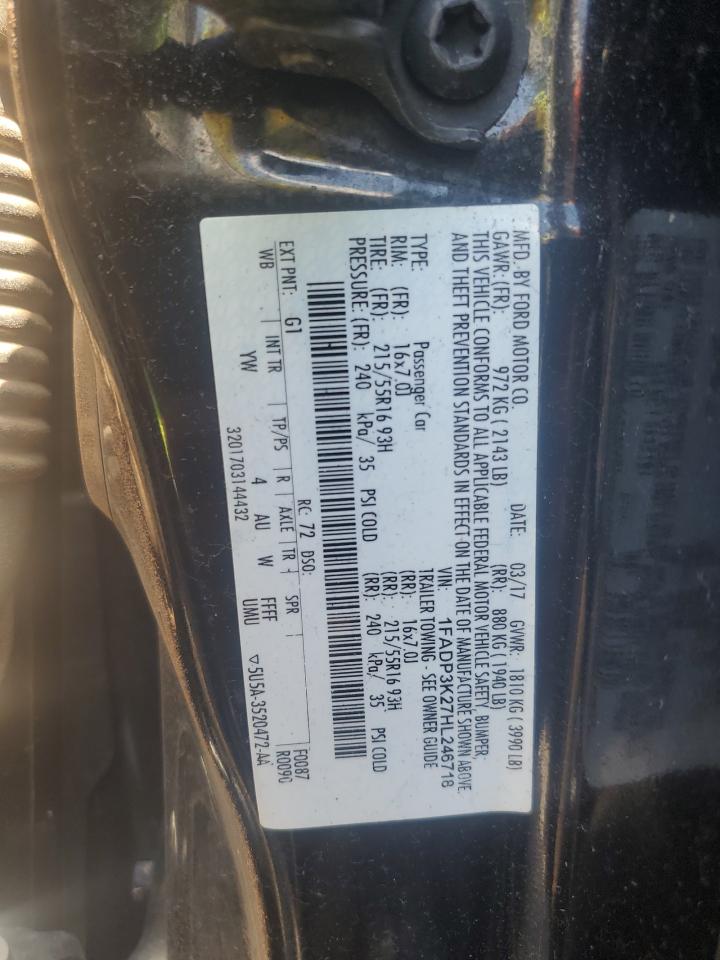 MFD. BY FORD MOTOR CO.
DATE: 03/17 GVWR: 1810 KG ( 3990 LB)
GAWR: (FR): 972 KG ( 2143 LB) (RR): 880 KG ( 1940 LB)
THIS VEHICLE CONFORMS TO ALL APPLICABLE FEDERAL MOTOR VEHICLE SAFETY, BUMPER,
AND THEFT PREVENTION STANDARDS IN EFFECT ON THE DATE OF MANUFACTURE SHOWN ABOVE.
VIN: 1FADP3K27HL246718
TYPE: Passenger Car TRAILER TOWING - SEE OWNER GUIDE
RIM: (FR): 16x7.0J (RR): 16x7.0J
TIRE: (FR): 215/55R16 93H (RR): 215/55R16 93H
PRESSURE: (FR): 240 kPa/ 35 PSI COLD (RR): 240 kPa/ 35 PSI COLD
F0087
EXT PNT: G1 RC: 72 DSO: R0090
WB INT TR TP/PS R AXLE TR SPR
YW 4 AU W FFFF
UMU
3201703144432 ▽5U5A-3520472-AA